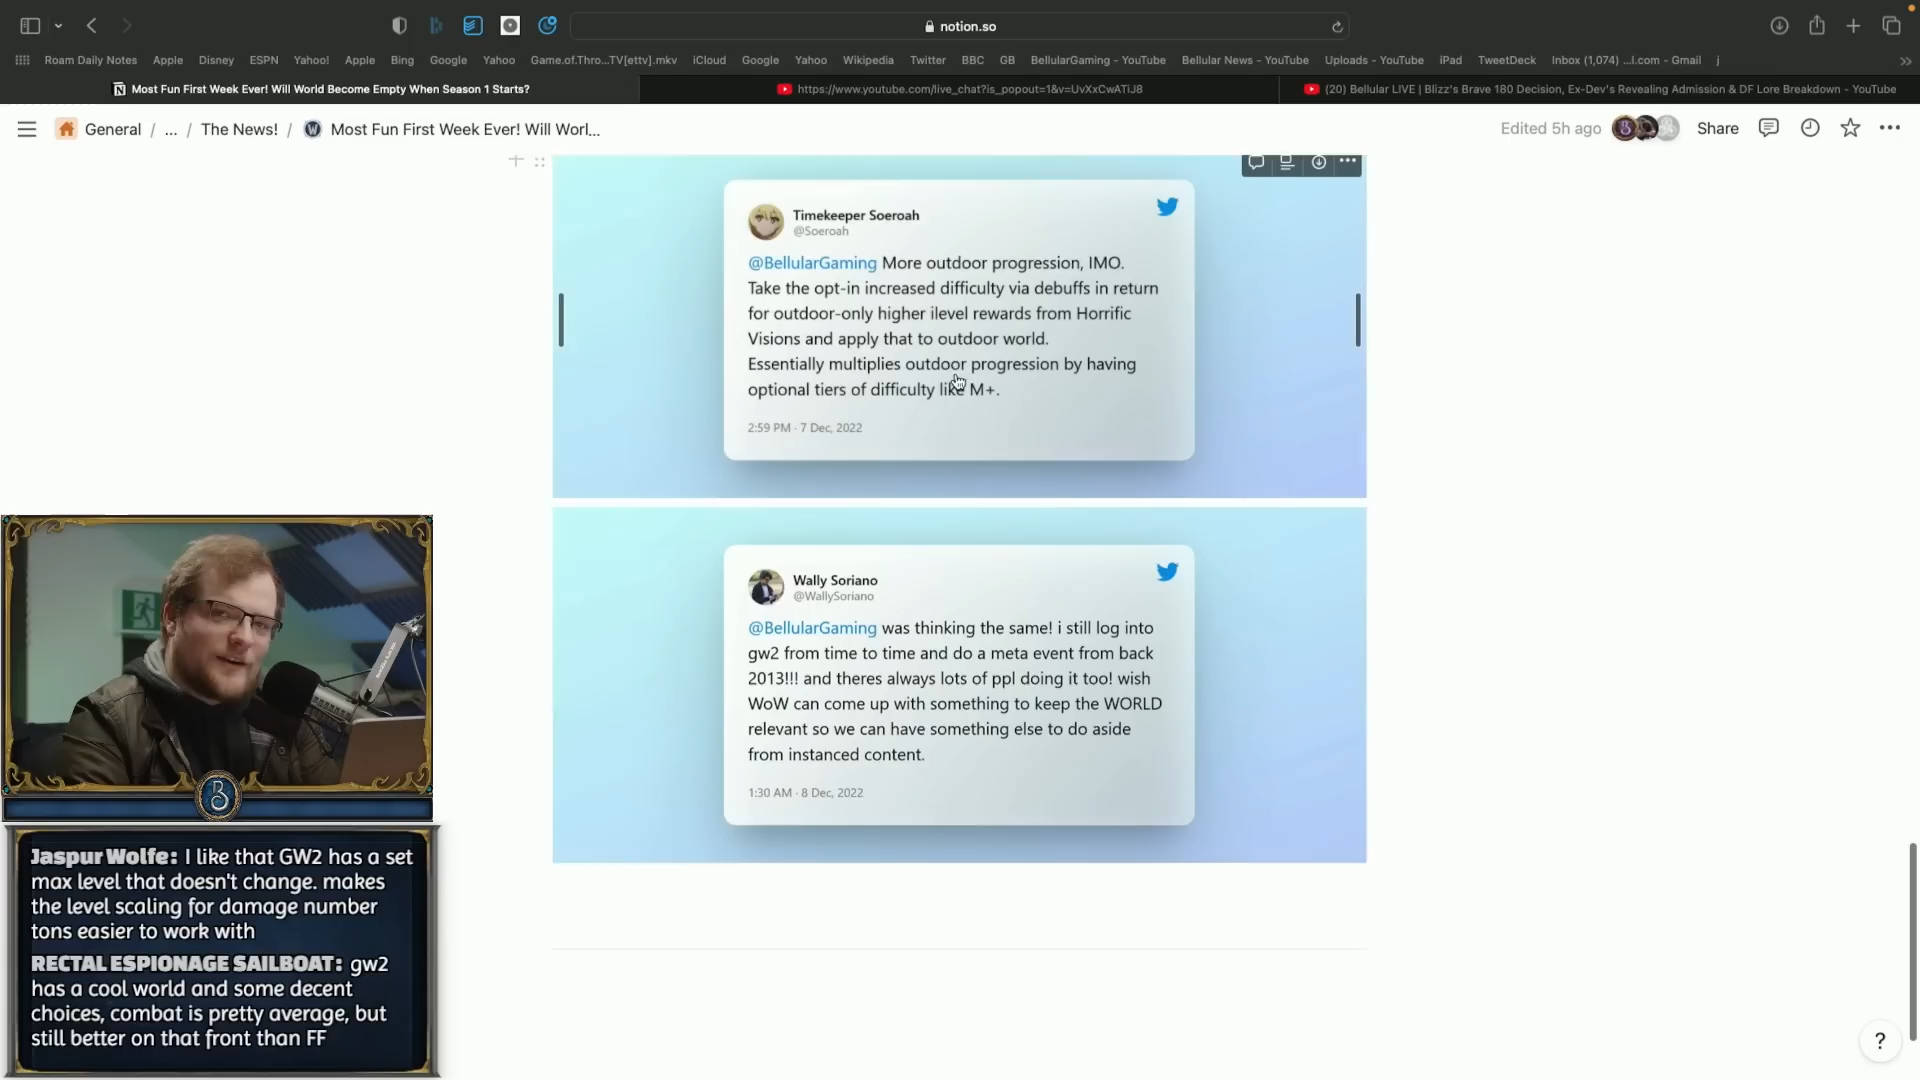 notion.so
Roam Daily Notes Apple Disney ESPN Yahoo! Apple Bing Google Yahoo Game.of.Thro...TV[ettv].mkv iCloud Google Yahoo Wikipedia Twitter BBC GB BellularGaming - YouTube Bellular News - YouTube Uploads - YouTube iPad TweetDeck Inbox (1,074) ...l.com - Gmail j
Most Fun First Week Ever! Will World Become Empty When Season 1 Starts? https://www.youtube.com/live_chat?is_popout=1&v=UvXxCwATiJ8 (20) Bellular LIVE | Blizz's Brave 180 Decision, Ex-Dev's Revealing Admission & DF Lore Breakdown - YouTube
General / ... / The News! / Most Fun First Week Ever! Will Worl... Edited 5h ago Share
Timekeeper Soeroah
@Soeroah
@BellularGaming More outdoor progression, IMO.
Take the opt-in increased difficulty via debuffs in return
for outdoor-only higher ilevel rewards from Horrific
Visions and apply that to outdoor world.
Essentially multiplies outdoor progression by having
optional tiers of difficulty like M+.
2:59 PM · 7 Dec, 2022
Wally Soriano
@WallySoriano
@BellularGaming was thinking the same! i still log into
gw2 from time to time and do a meta event from back
2013!!! and theres always lots of ppl doing it too! wish
WoW can come up with something to keep the WORLD
relevant so we can have something else to do aside
from instanced content.
1:30 AM · 8 Dec, 2022
B
Jaspur Wolfe: I like that GW2 has a set
max level that doesn't change. makes
the level scaling for damage number
tons easier to work with
RECTAL ESPIONAGE SAILBOAT: gw2
has a cool world and some decent
choices, combat is pretty average, but
still better on that front than FF
?